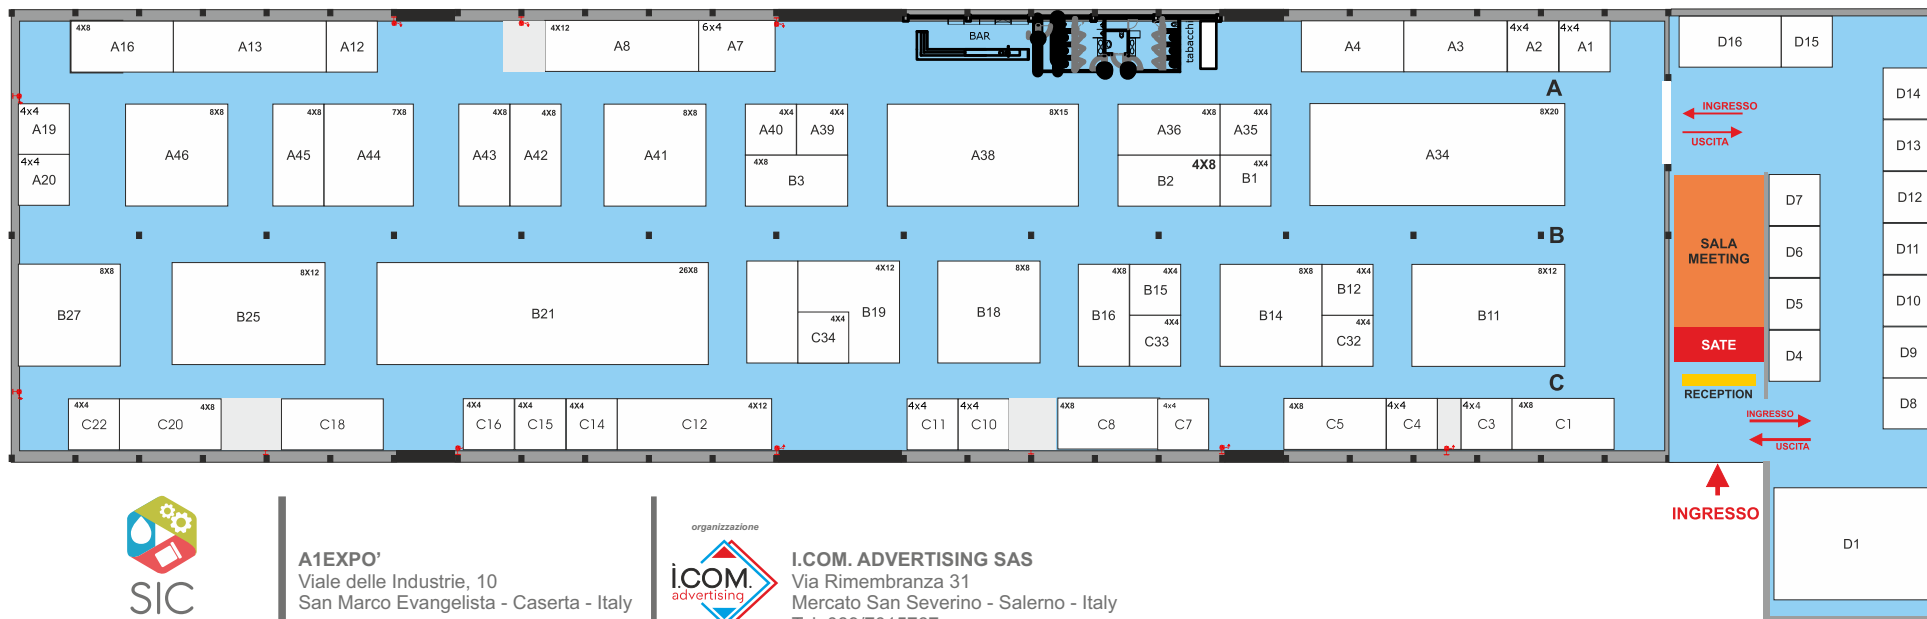 4X8
A16
A13
A12
4X12
A8
6x4
A7
BAR
tabacchi
A4
A3
4x4
A2
4x4
A1
D16
D15
A
D14
4x4
A19
4x4
A20
8X8
A46
4X8
A45
7X8
A44
4X8
A43
4X8
A42
8X8
A41
4X4
A40
4X4
A39
4X8
B3
8X15
A38
4X8
A36
4X4
A35
4X8
B2
4X4
B1
8X20
A34
INGRESSO
USCITA
D13
D12
D7
B
SALA
MEETING
D6
D11
8X8
B27
8X12
B25
26X8
B21
4X12
B19
4X4
C34
8X8
B18
4X8
B16
4X4
B15
4X4
C33
8X8
B14
4X4
B12
4X4
C32
8X12
B11
D5
D10
SATE
D4
D9
C
RECEPTION
D8
4X4
C22
4X8
C20
C18
4X4
C16
4X4
C15
4X4
C14
4X12
C12
4x4
C11
4x4
C10
4X8
C8
4x4
C7
4X8
C5
4x4
C4
4x4
C3
4X8
C1
INGRESSO
USCITA
INGRESSO
D1
SIC
A1EXPO'
Viale delle Industrie, 10
San Marco Evangelista - Caserta - Italy
organizzazione
I.COM.
advertising
I.COM. ADVERTISING SAS
Via Rimembranza 31
Mercato San Severino - Salerno - Italy